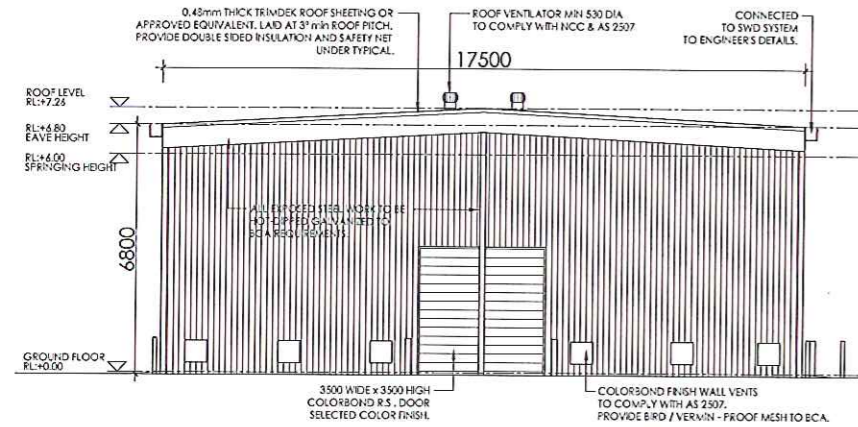 0.48mm THICK TRIMDEK ROOF SHEETING OR
APPROVED EQUIVALENT. LAID AT 3° min ROOF PITCH.
PROVIDE DOUBLE SIDED INSULATION AND SAFETY NET
UNDER TYPICAL.
ROOF VENTILATOR MIN 530 DIA
TO COMPLY WITH NCC & AS 2507
CONNECTED
TO SWD SYSTEM
TO ENGINEER'S DETAILS.
17500
ROOF LEVEL
RL:+7.26
RL:+6.80
EAVE HEIGHT
RL:+6.00
SPRINGING HEIGHT
ALL EXPOSED STEEL WORK TO BE
HOT-DIPPED GALVANIZED TO
BCA REQUIREMENTS.
6800
GROUND FLOOR
RL:+0.00
3500 WIDE x 3500 HIGH
COLORBOND R.S. DOOR
SELECTED COLOR FINISH.
COLORBOND FINISH WALL VENTS
TO COMPLY WITH AS 2507.
PROVIDE BIRD / VERMIN - PROOF MESH TO BCA.